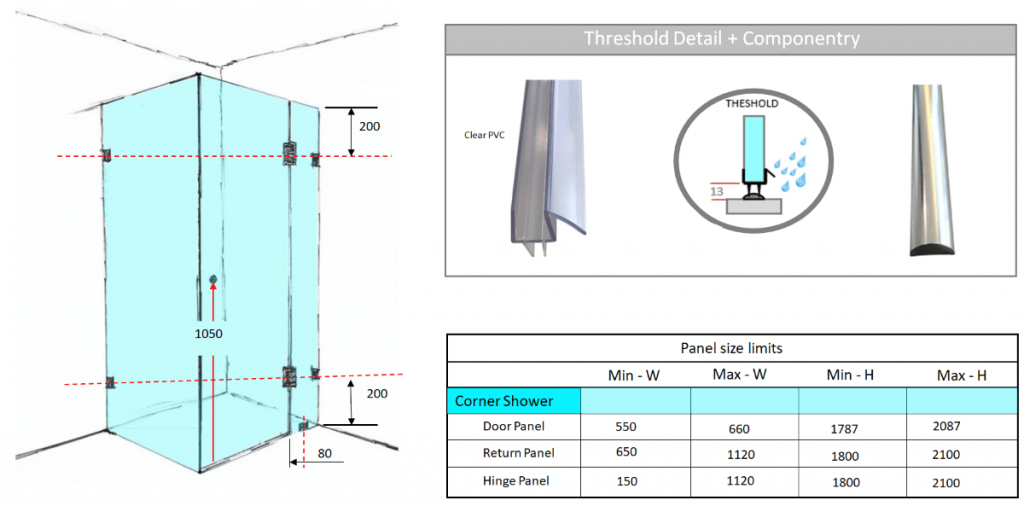 200
1050
200
80
Threshold Detail + Componentry
Clear PVC
THESHOLD
13
Panel size limits
Min - W Max - W Min - H Max - H
Corner Shower
Door Panel 550 660 1787 2087
Return Panel 650 1120 1800 2100
Hinge Panel 150 1120 1800 2100